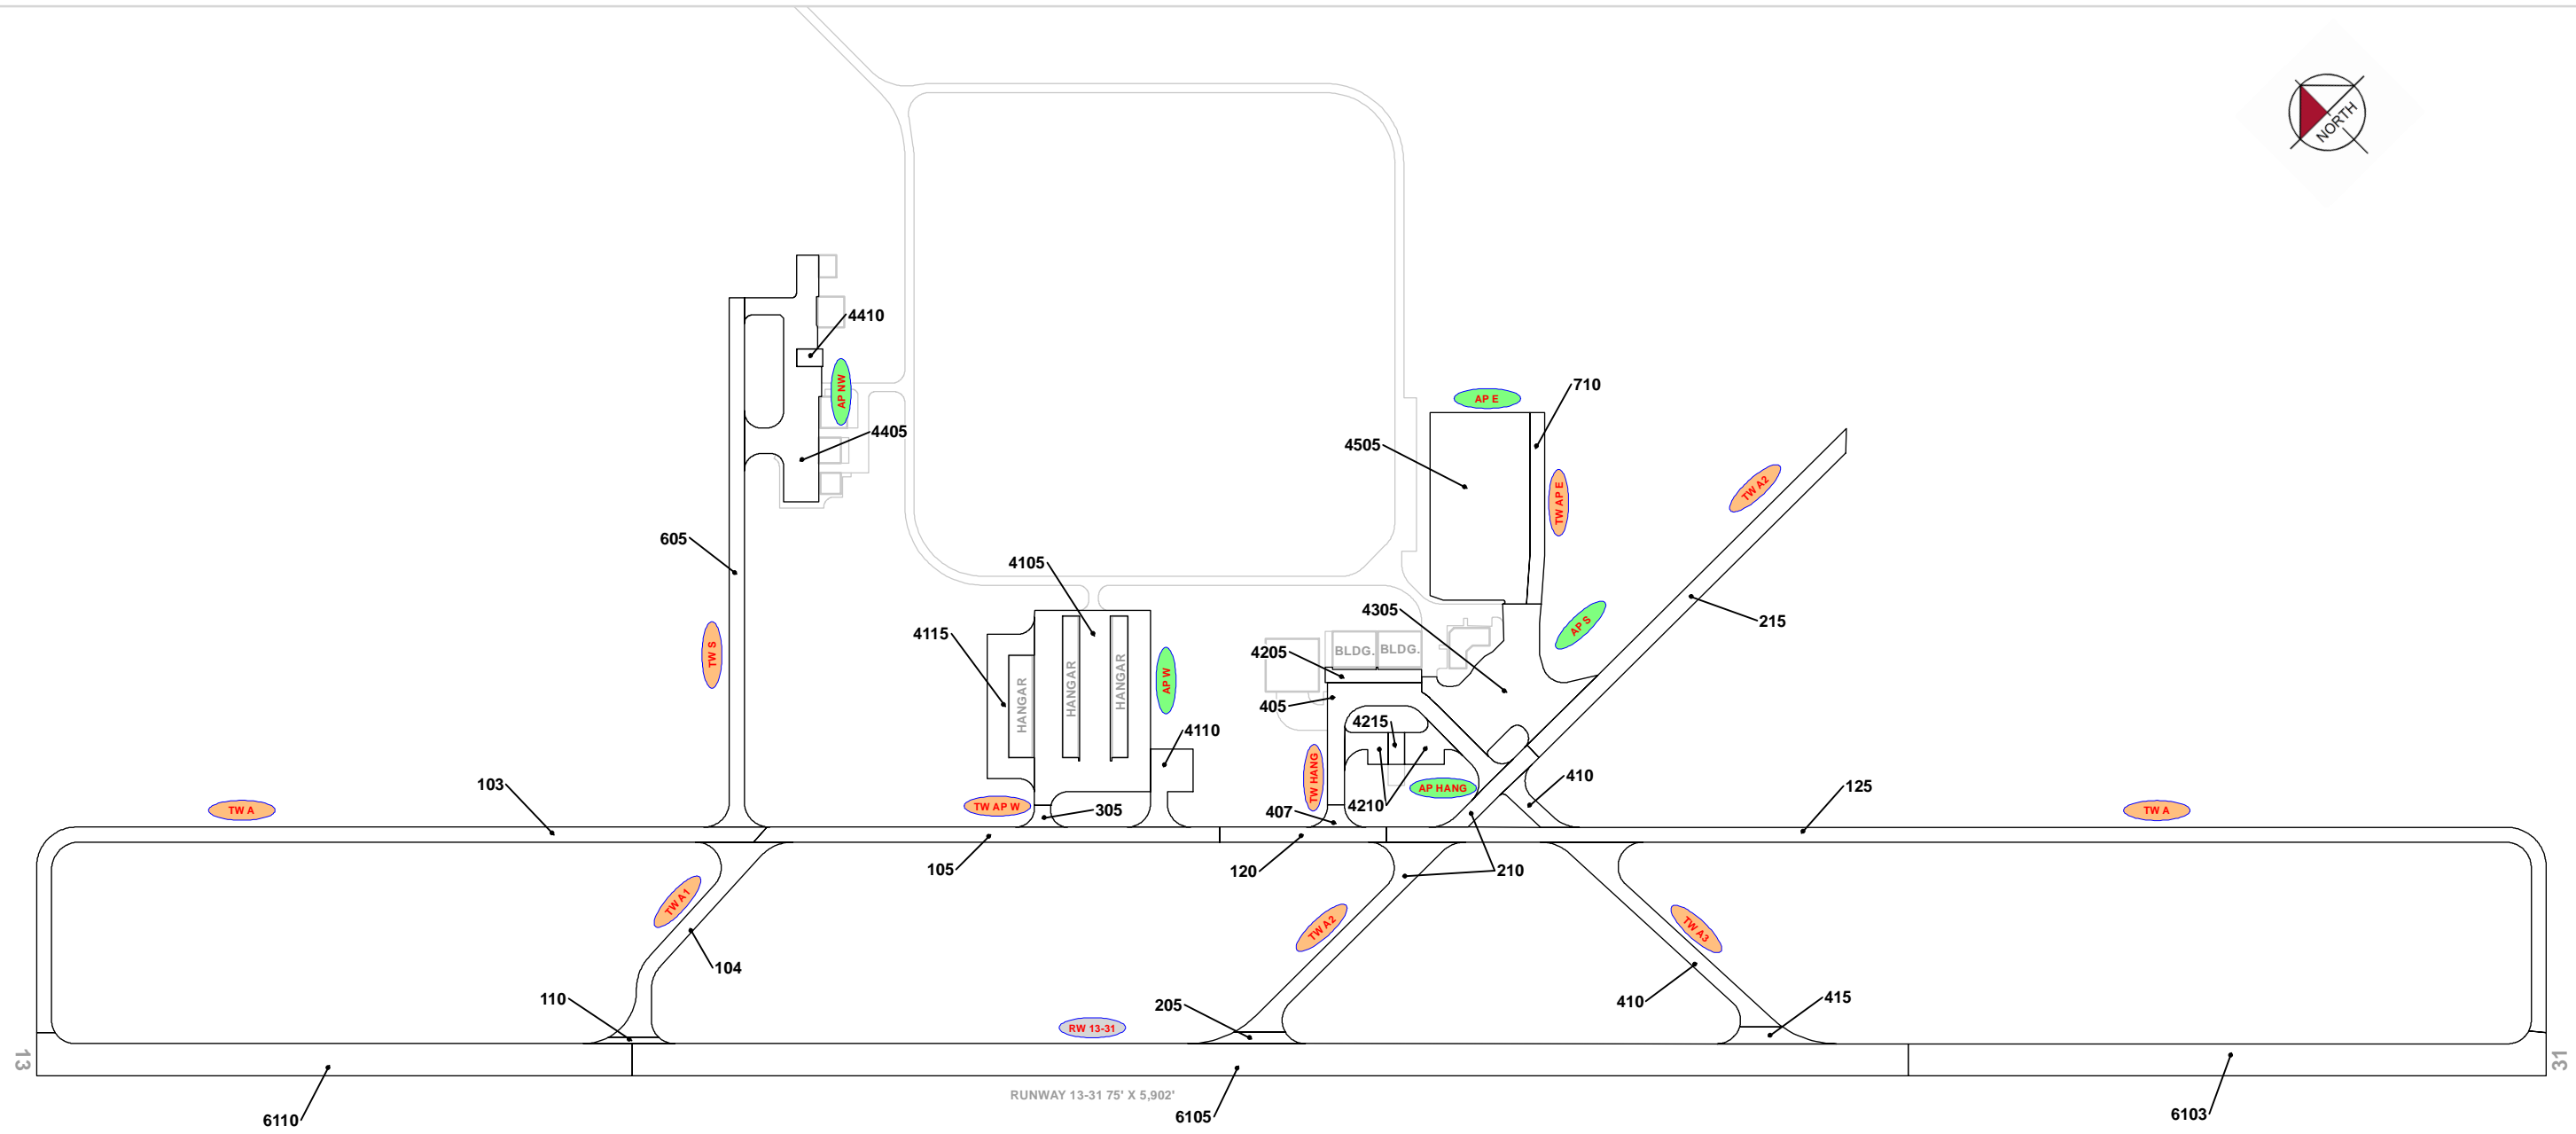 NORTH
4410
AP NW
4405
710
AP E
4505
TW AP E
TW A2
605
4105
4305
AP S
215
4115
TW S
HANGAR
HANGAR
HANGAR
AP W
4205
BLDG.
BLDG.
405
4215
4110
TW HANG
410
103
125
TW A
TW AP W
305
407
4210
AP HANG
TW A
105
120
210
TW A1
TW A2
TW A3
104
110
205
410
415
RW 13-31
13
31
RUNWAY 13-31 75' X 5,902'
6110
6105
6103